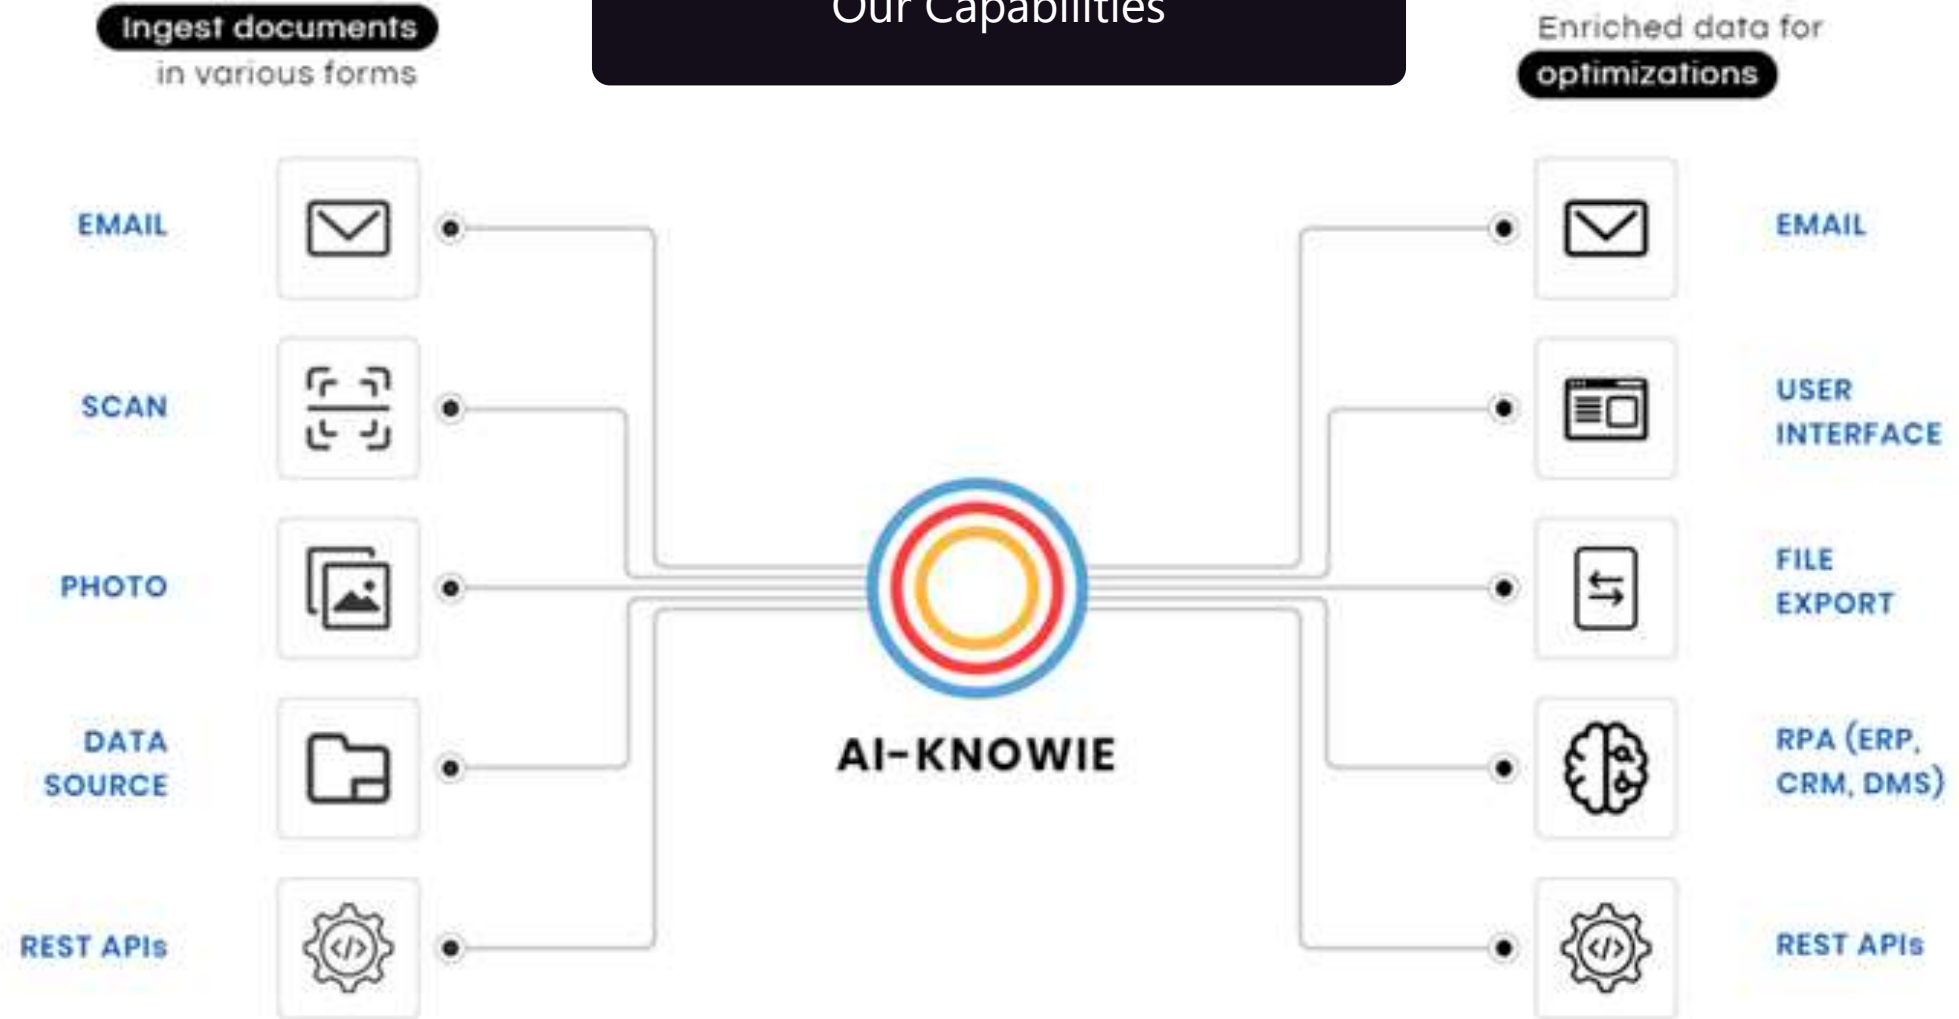 Our Capabilities
Ingest documents
in various forms
EMAIL
SCAN
PHOTO
DATA
SOURCE
REST APIs
AI-KNOWIE
Enriched data for
optimizations
EMAIL
USER
INTERFACE
FILE
EXPORT
RPA (ERP,
CRM, DMS)
REST APIs